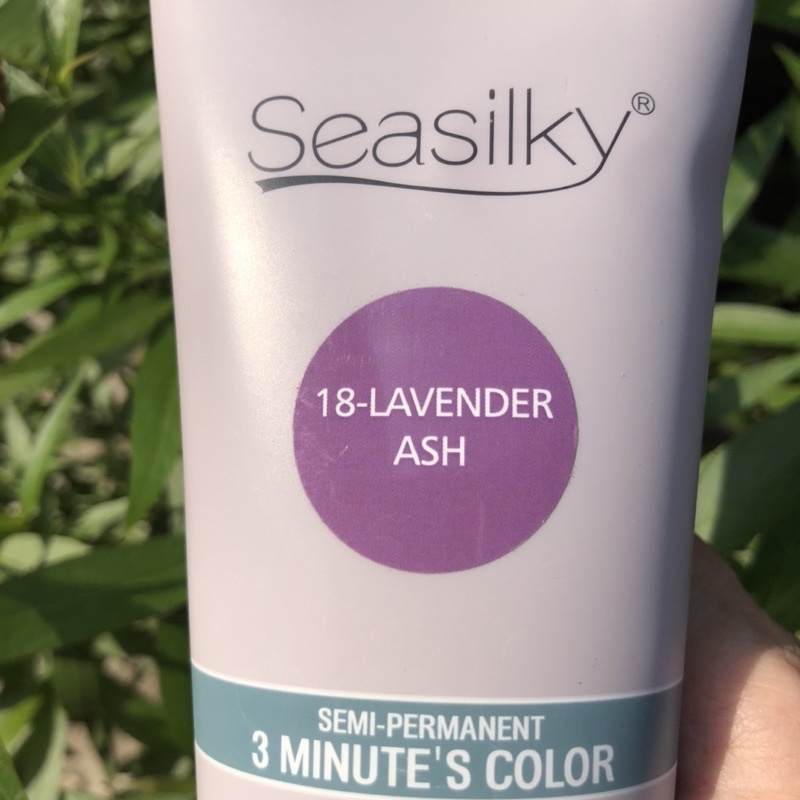 Seasilky®
18-LAVENDER
ASH
SEMI-PERMANENT
3 MINUTE'S COLOR